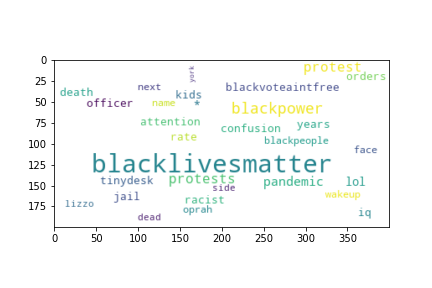 0
25
50
75
100
125
150
175
0 50 100 150 200 250 300 350
protest
york
orders
next
blackvoteaintfree
death
kids
officer
name *
blackpower
attention
years
confusion
rate
blackpeople
face
blacklivesmatter
protests
tinydesk
pandemic lol
side
jail
wakeup
racist
lizzo
oprah
iq
dead